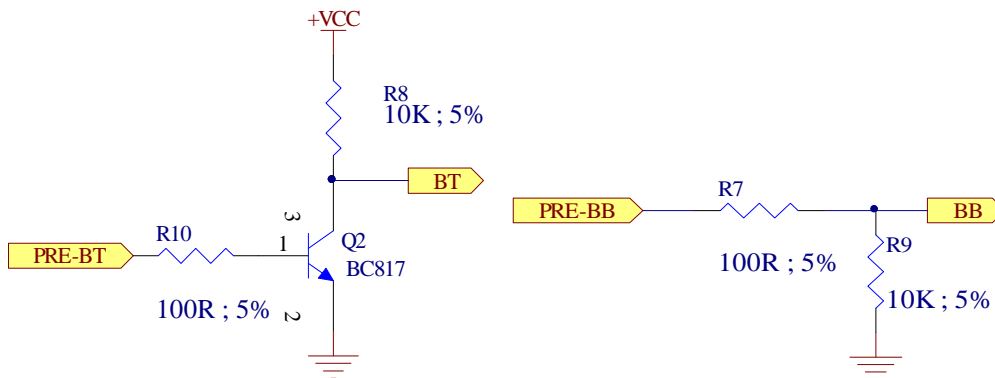 +VCC
R8
10K ; 5%
BT
3
R10
1
Q2
PRE-BT
BC817
100R ; 5%
2
R7
PRE-BB
BB
R9
100R ; 5%
10K ; 5%